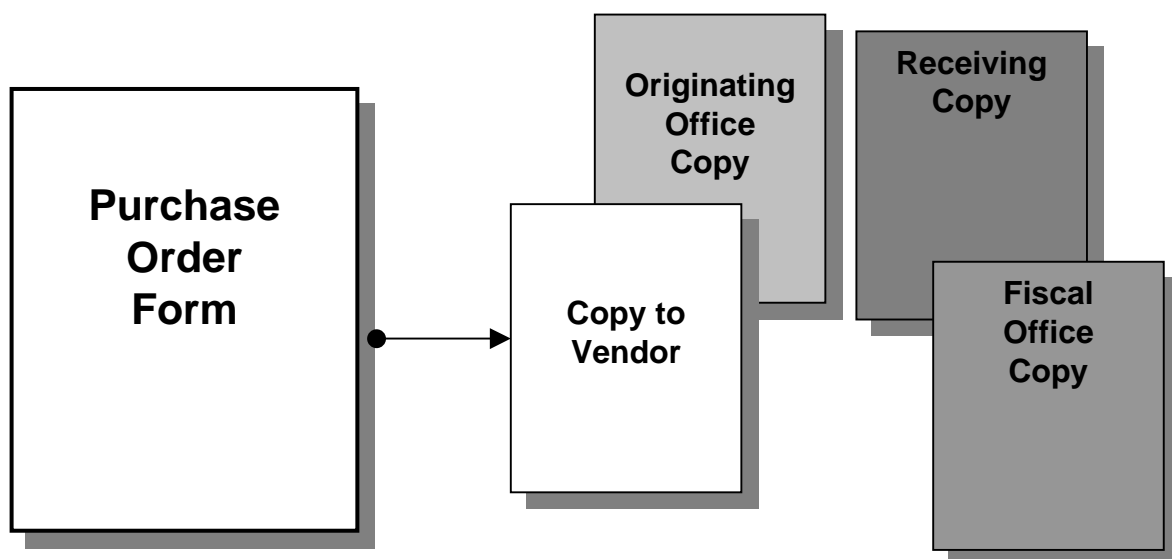 Purchase
Order
Form
Originating
Office
Copy
Copy to
Vendor
Receiving
Copy
Fiscal
Office
Copy